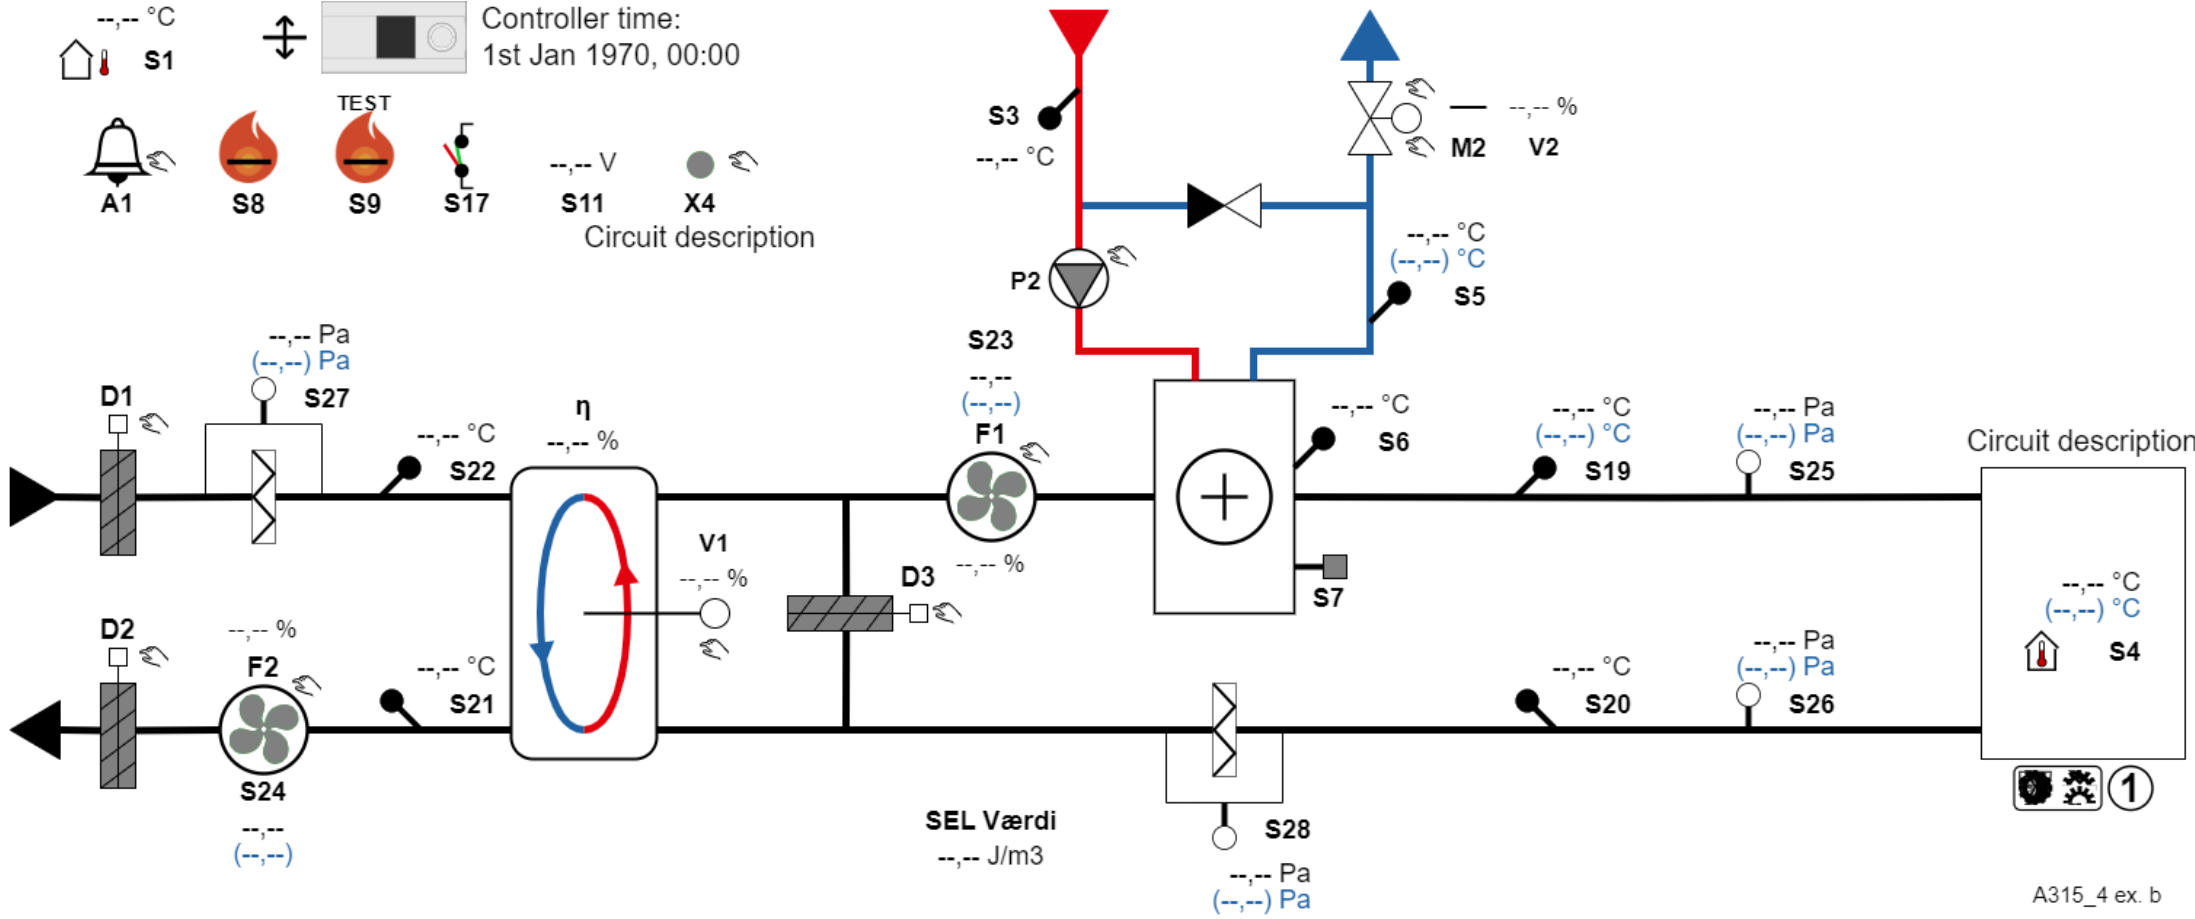 --,-- °C
S1
Controller time:
1st Jan 1970, 00:00
TEST
A1
S8
S9
S17
--,-- V
S11
X4
Circuit description
S3
--,-- °C
--,-- %
M2
V2
--,-- °C
(--,--) °C
S5
P2
S23
--,--
(--,--)
F1
--,-- %
--,-- Pa
(--,--) Pa
S27
D1
--,-- °C
S22
η
--,-- %
V1
--,-- %
D3
--,-- °C
S6
S7
--,-- °C
(--,--) °C
S19
--,-- Pa
(--,--) Pa
S25
Circuit description
--,-- °C
(--,--) °C
S4
D2
--,-- %
F2
S24
--,--
(--,--)
--,-- °C
S21
--,-- °C
S20
--,-- Pa
(--,--) Pa
S26
1
SEL Værdi
--,-- J/m3
S28
--,-- Pa
(--,--) Pa
A315_4 ex. b